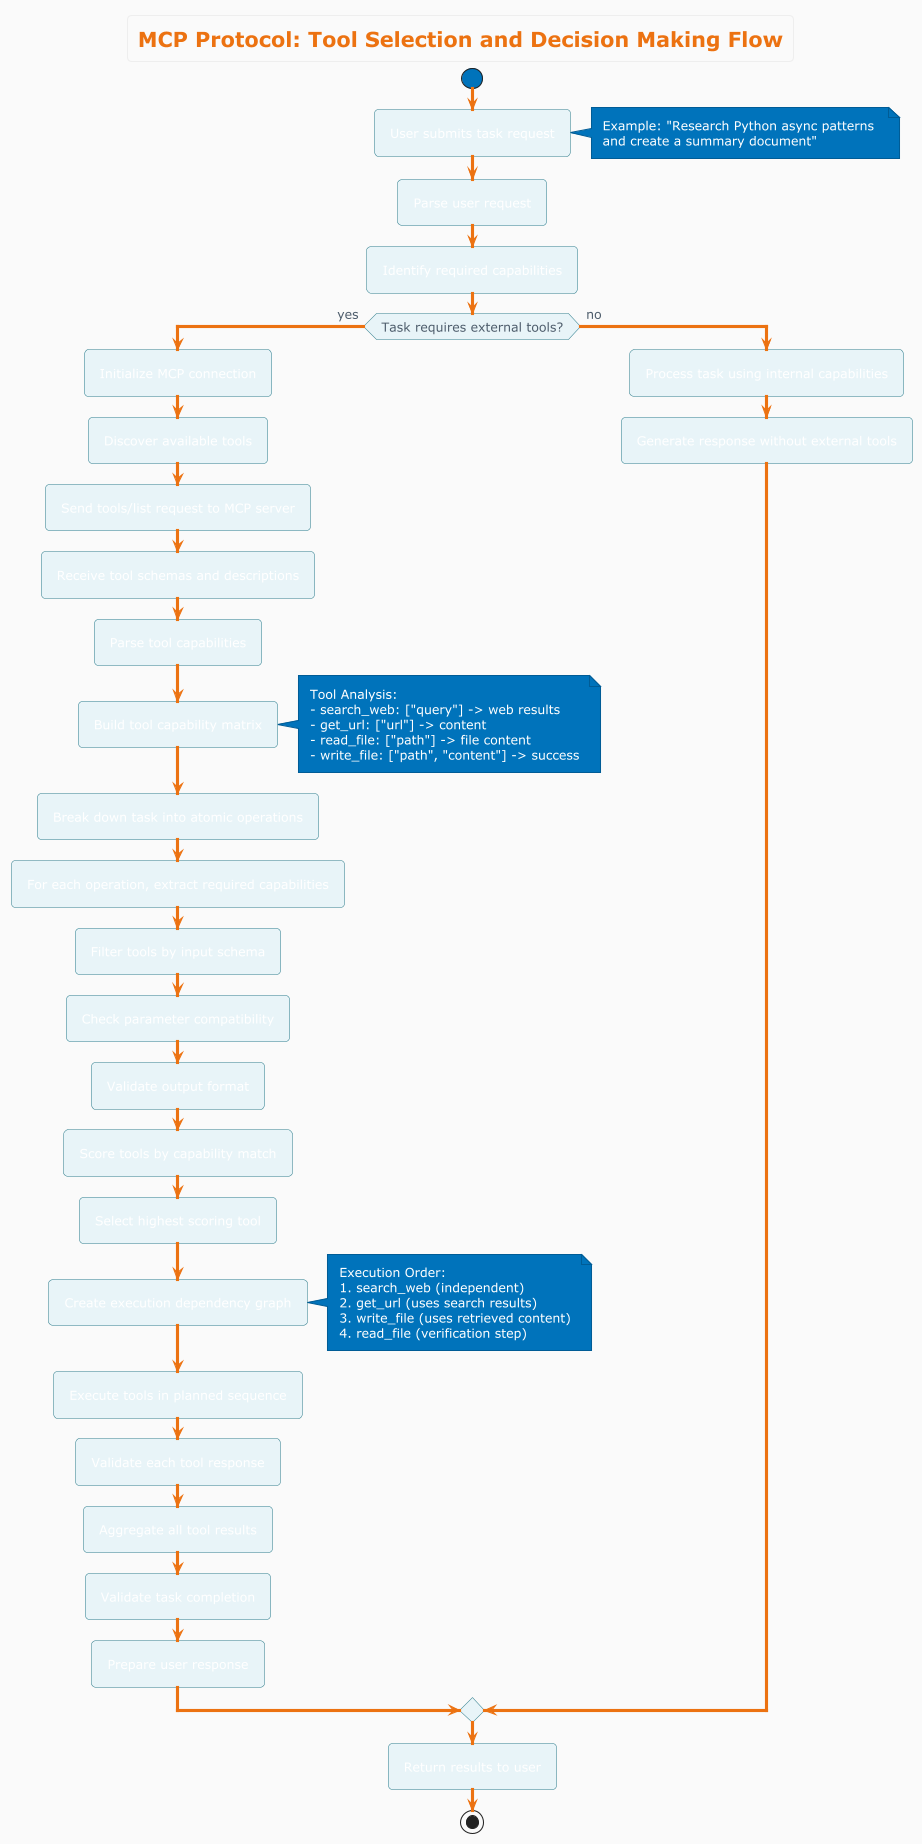 MCP Protocol: Tool Selection and Decision Making Flow
User submits task request
Example: "Research Python async patterns
and create a summary document"
Parse user request
Identify required capabilities
Task requires external tools?
yes
no
Initialize MCP connection
Discover available tools
Send tools/list request to MCP server
Receive tool schemas and descriptions
Parse tool capabilities
Build tool capability matrix
Tool Analysis:
- search_web: ["query"] -> web results
- get_url: ["url"] -> content
- read_file: ["path"] -> file content
- write_file: ["path", "content"] -> success
Break down task into atomic operations
For each operation, extract required capabilities
Filter tools by input schema
Check parameter compatibility
Validate output format
Score tools by capability match
Select highest scoring tool
Create execution dependency graph
Execution Order:
1. search_web (independent)
2. get_url (uses search results)
3. write_file (uses retrieved content)
4. read_file (verification step)
Execute tools in planned sequence
Validate each tool response
Aggregate all tool results
Validate task completion
Prepare user response
Process task using internal capabilities
Generate response without external tools
Return results to user